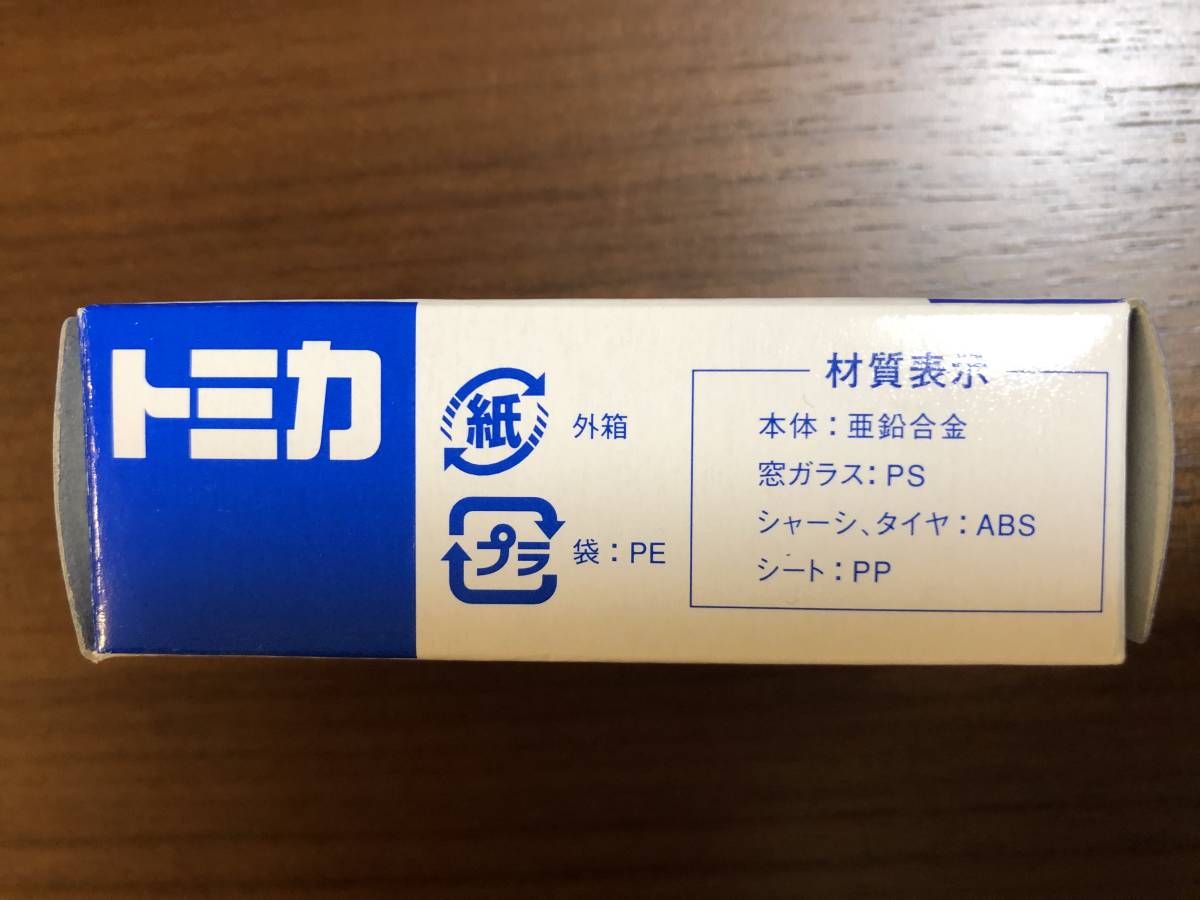 トミカ
紙
外箱
プラ
袋：PE
材質表示
本体：亜鉛合金
窓ガラス：PS
シャーシ、タイヤ：ABS
シート：PP